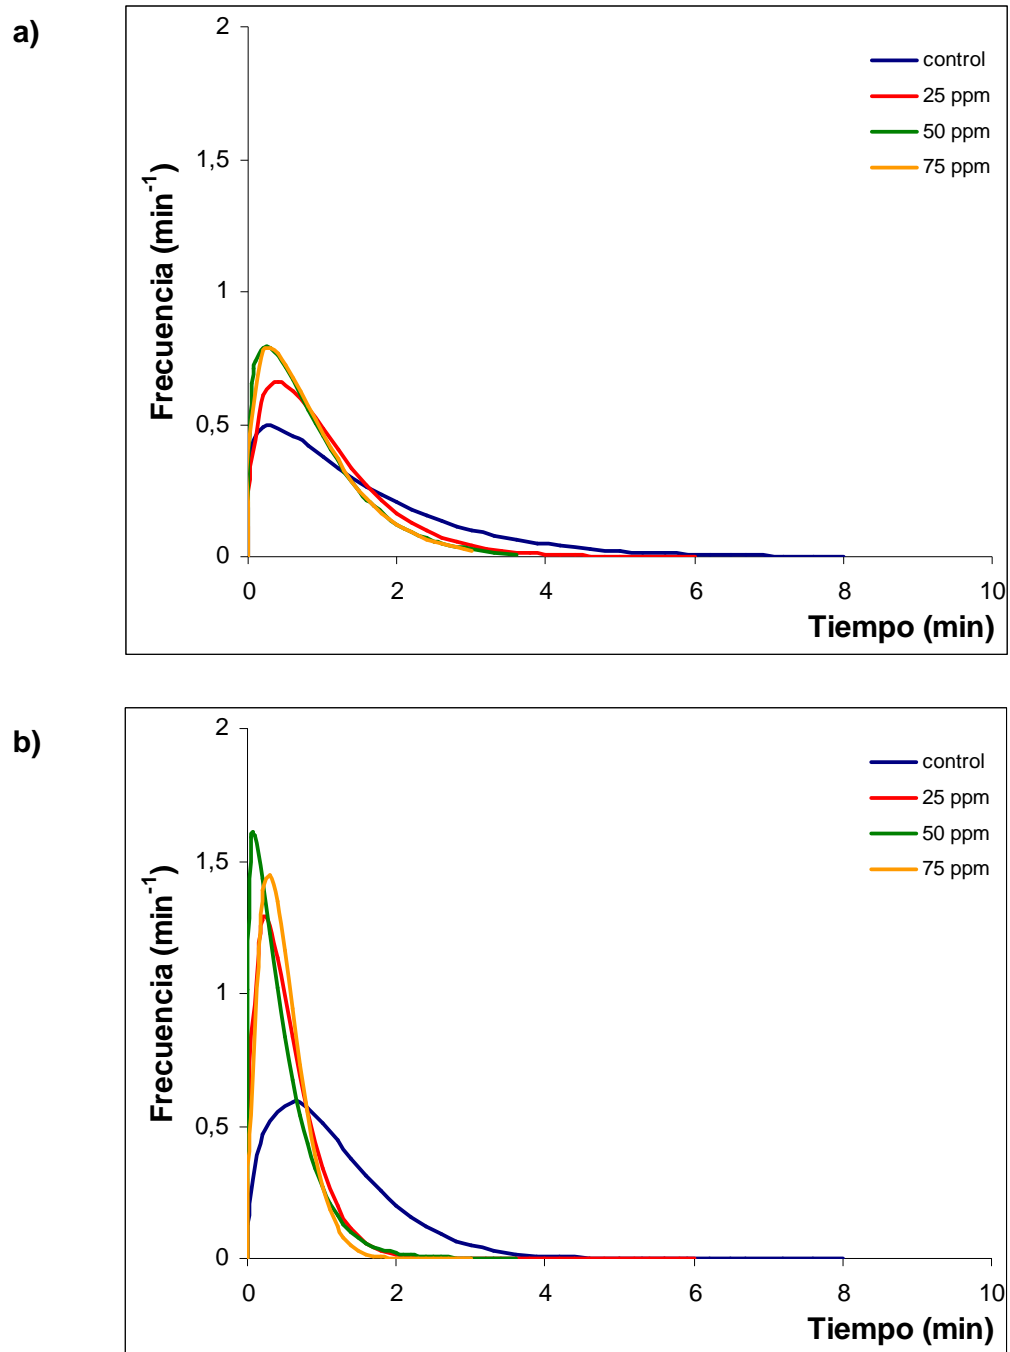 a)
2
1,5
1
0,5
0
Frecuencia (min⁻¹)
control
25 ppm
50 ppm
75 ppm
0 2 4 6 8 10
Tiempo (min)
b)
2
1,5
1
0,5
0
Frecuencia (min⁻¹)
control
25 ppm
50 ppm
75 ppm
0 2 4 6 8 10
Tiempo (min)